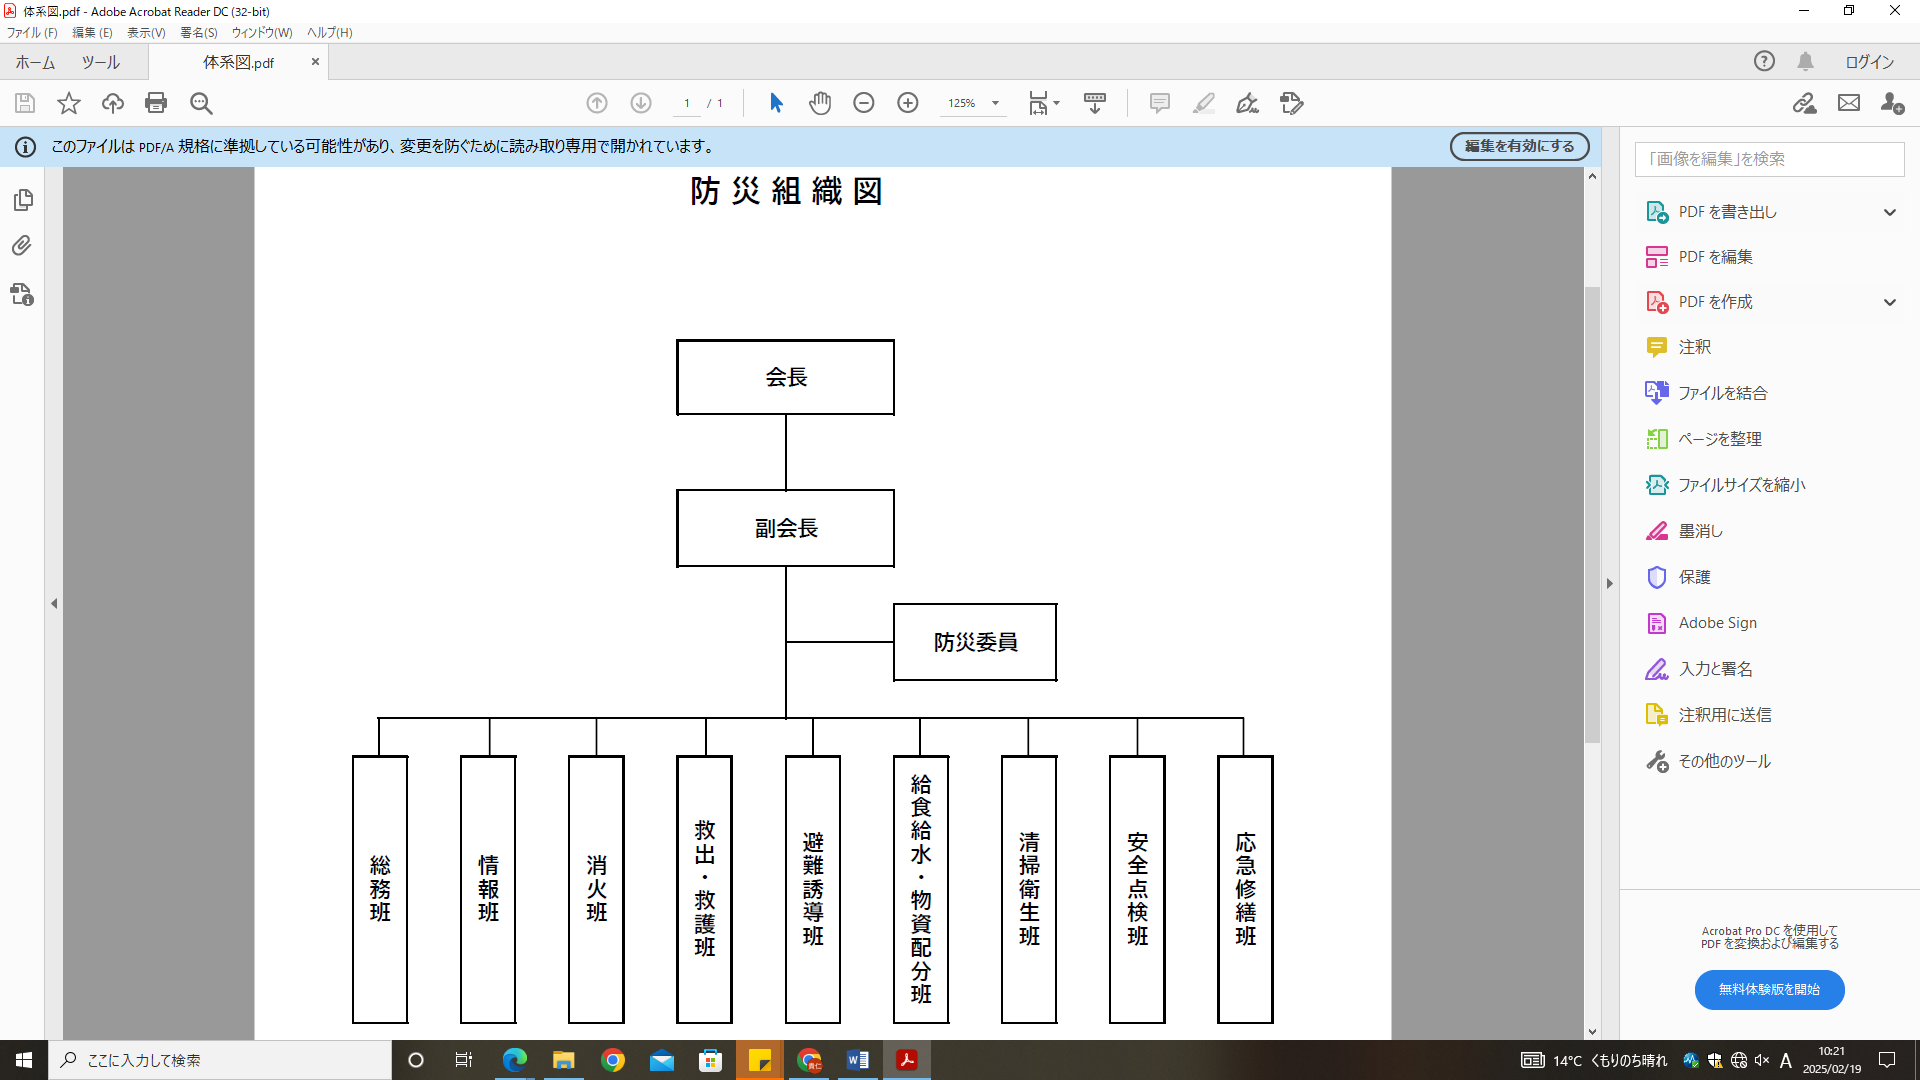 体系図.pdf - Adobe Acrobat Reader DC (32-bit)
ファイル(F) 編集(E) 表示(V) 署名(S) ウィンドウ(W) ヘルプ(H)
ホーム ツール 体系図.pdf × ログイン
1 / 1 125%
このファイルは PDF/A 規格に準拠している可能性があり、変更を防ぐために読み取り専用で開かれています。 編集を有効にする
防災組織図
会長
副会長
防災委員
総務班
情報班
消火班
救出・救護班
避難誘導班
給食給水・物資配分班
清掃衛生班
安全点検班
応急修繕班
「画像を編集」を検索
PDF を書き出し
PDF を編集
PDF を作成
注釈
ファイルを結合
ページを整理
ファイルサイズを縮小
墨消し
保護
Adobe Sign
入力と署名
注釈用に送信
その他のツール
Acrobat Pro DC を使用して
PDF を変換および編集する
無料体験版を開始
ここに入力して検索
14°C くもりのち晴れ A 10:21
2025/02/19